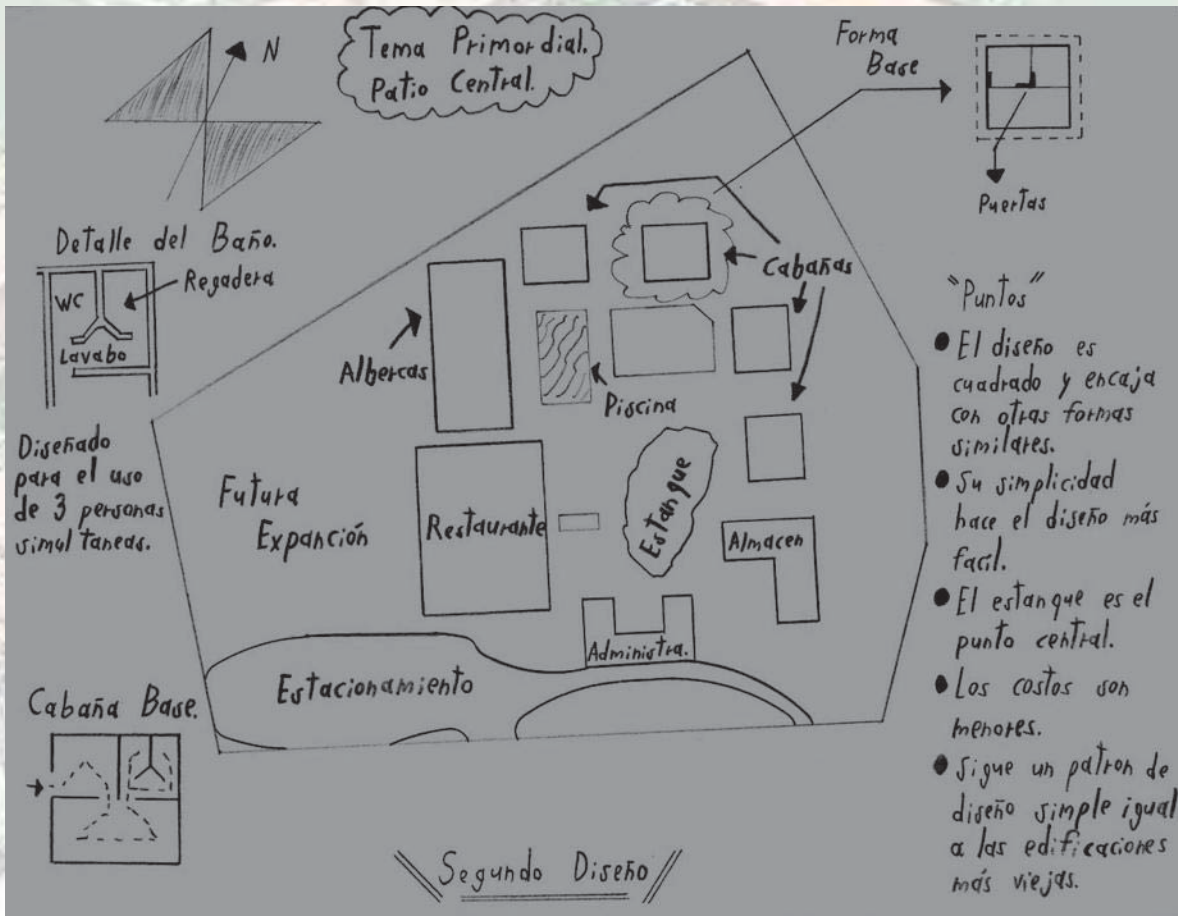 N
Tema Primordial.
Patio Central.
Forma
Base
Puertas
Detalle del Baño.
WC
Regadera
Lavabo
Diseñado
para el uso
de 3 personas
simultaneas.
Cabañas
Albercas
Piscina
Futura
Expanción
Restaurante
Estanque
Almacen
Administra.
Estacionamiento
Cabaña Base.
"Puntos"
● El diseño es
cuadrado y encaja
con otras formas
similares.
● Su simplicidad
hace el diseño más
facíl.
● El estanque es el
punto central.
● Los costos son
menores.
● Sigue un patron de
diseño simple igual
a las edificaciones
más viejas.
Segundo Diseño